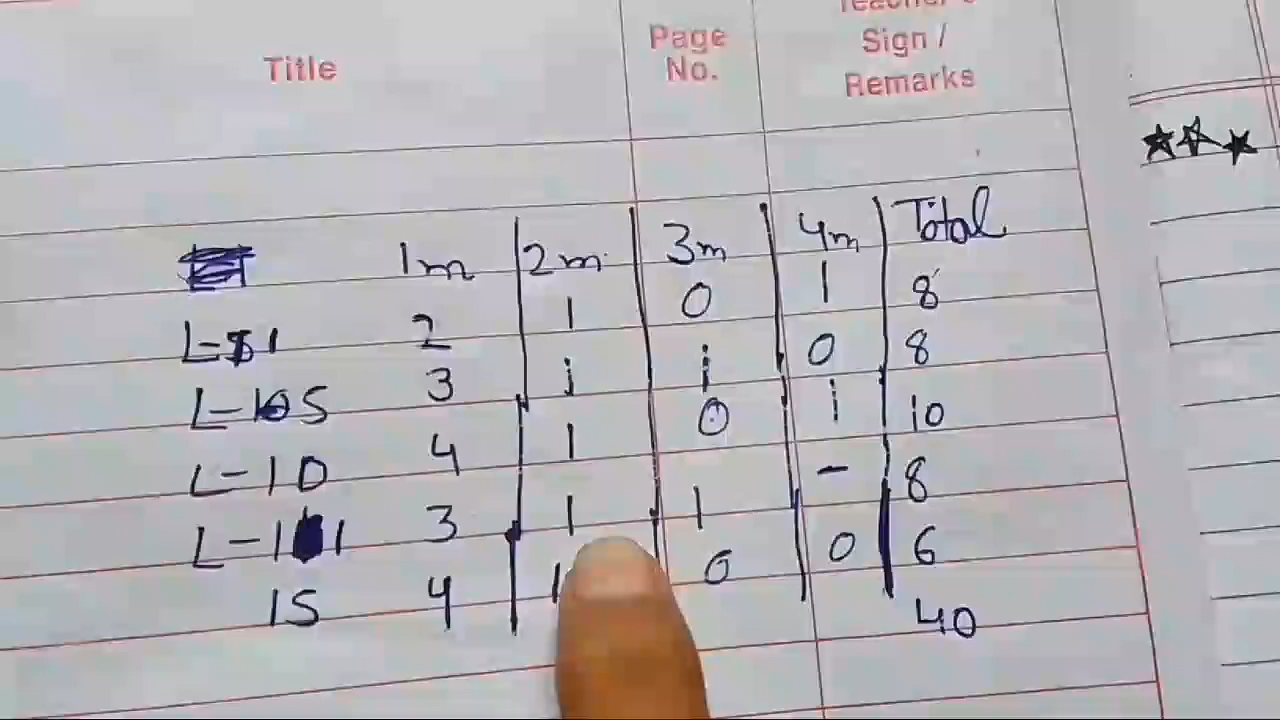 Title Page No. Sign / Remarks
1m 2m 3m 4m Total
L-1 2 1 0 1 8
L-5 3 1 1 0 8
L-10 4 1 0 1 10
L-11 3 1 1 - 8
15 4 1 0 0 6
40